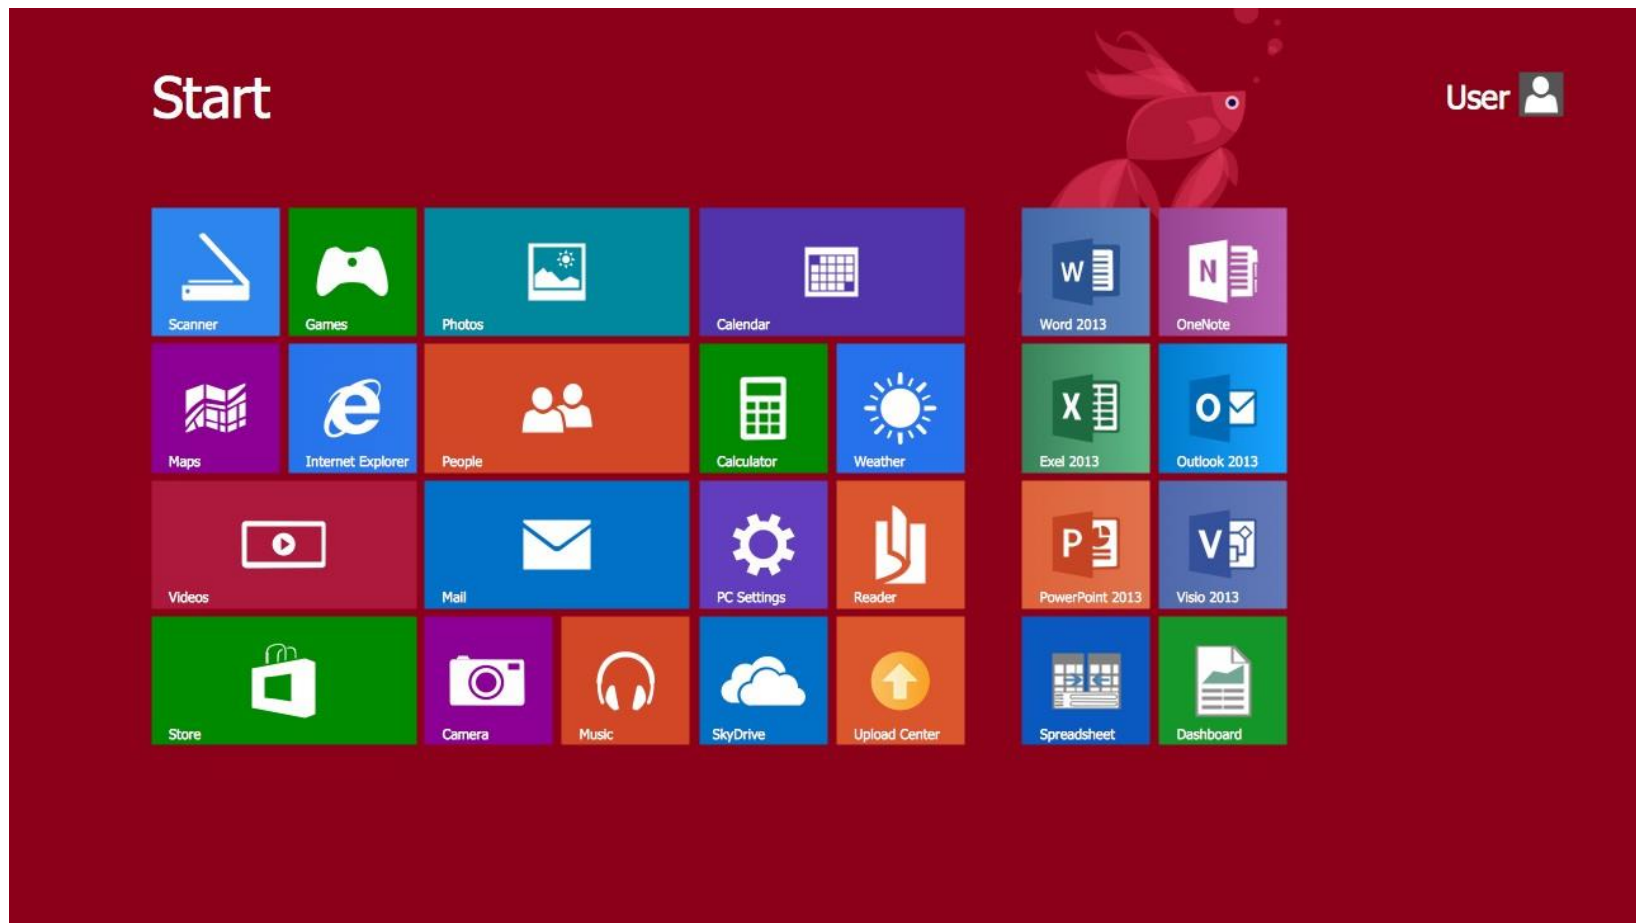 Start
User
Scanner
Games
Photos
Calendar
Word 2013
OneNote
Maps
Internet Explorer
People
Calculator
Weather
Exel 2013
Outlook 2013
Videos
Mail
PC Settings
Reader
PowerPoint 2013
Visio 2013
Store
Camera
Music
SkyDrive
Upload Center
Spreadsheet
Dashboard
W
N
X
O
P
V